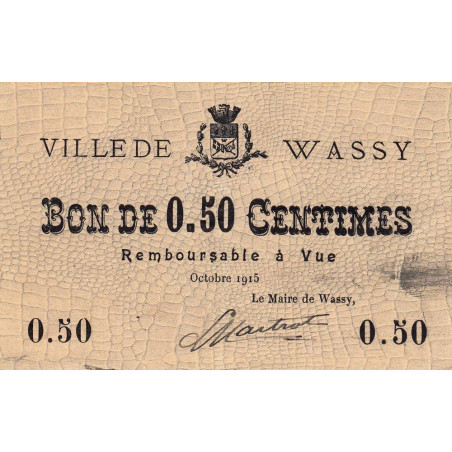 VILLE DE WASSY
BON DE 0.50 CENTIMES
Remboursable à Vue
Octobre 1915
Le Maire de Wassy,
0.50 0.50